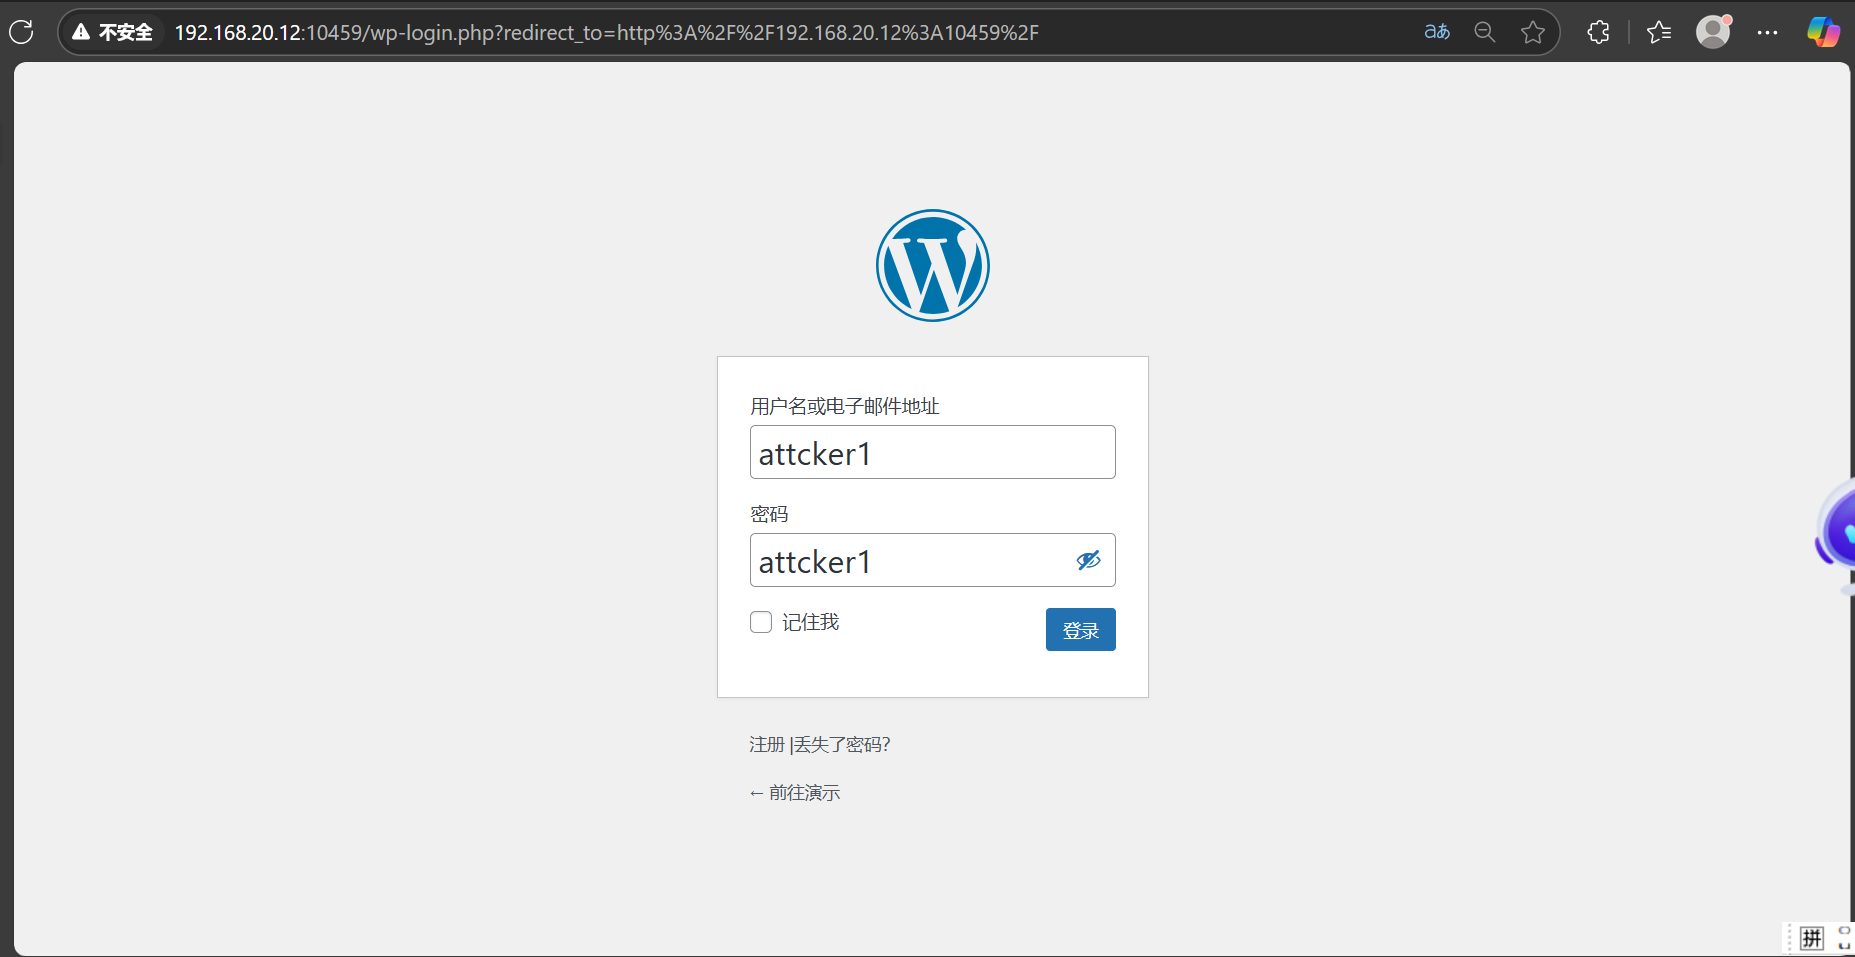 不安全 192.168.20.12:10459/wp-login.php?redirect_to=http%3A%2F%2F192.168.20.12%3A10459%2F aあ
用户名或电子邮件地址
attcker1
密码
attcker1
记住我 登录
注册 |丢失了密码?
← 前往演示
拼